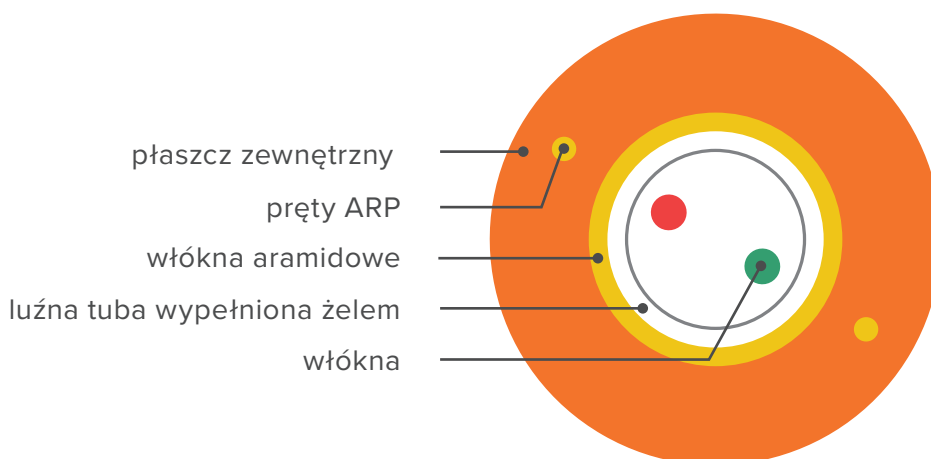 płaszcz zewnętrzny
pręty ARP
włókna aramidowe
luźna tuba wypełniona żelem
włókna